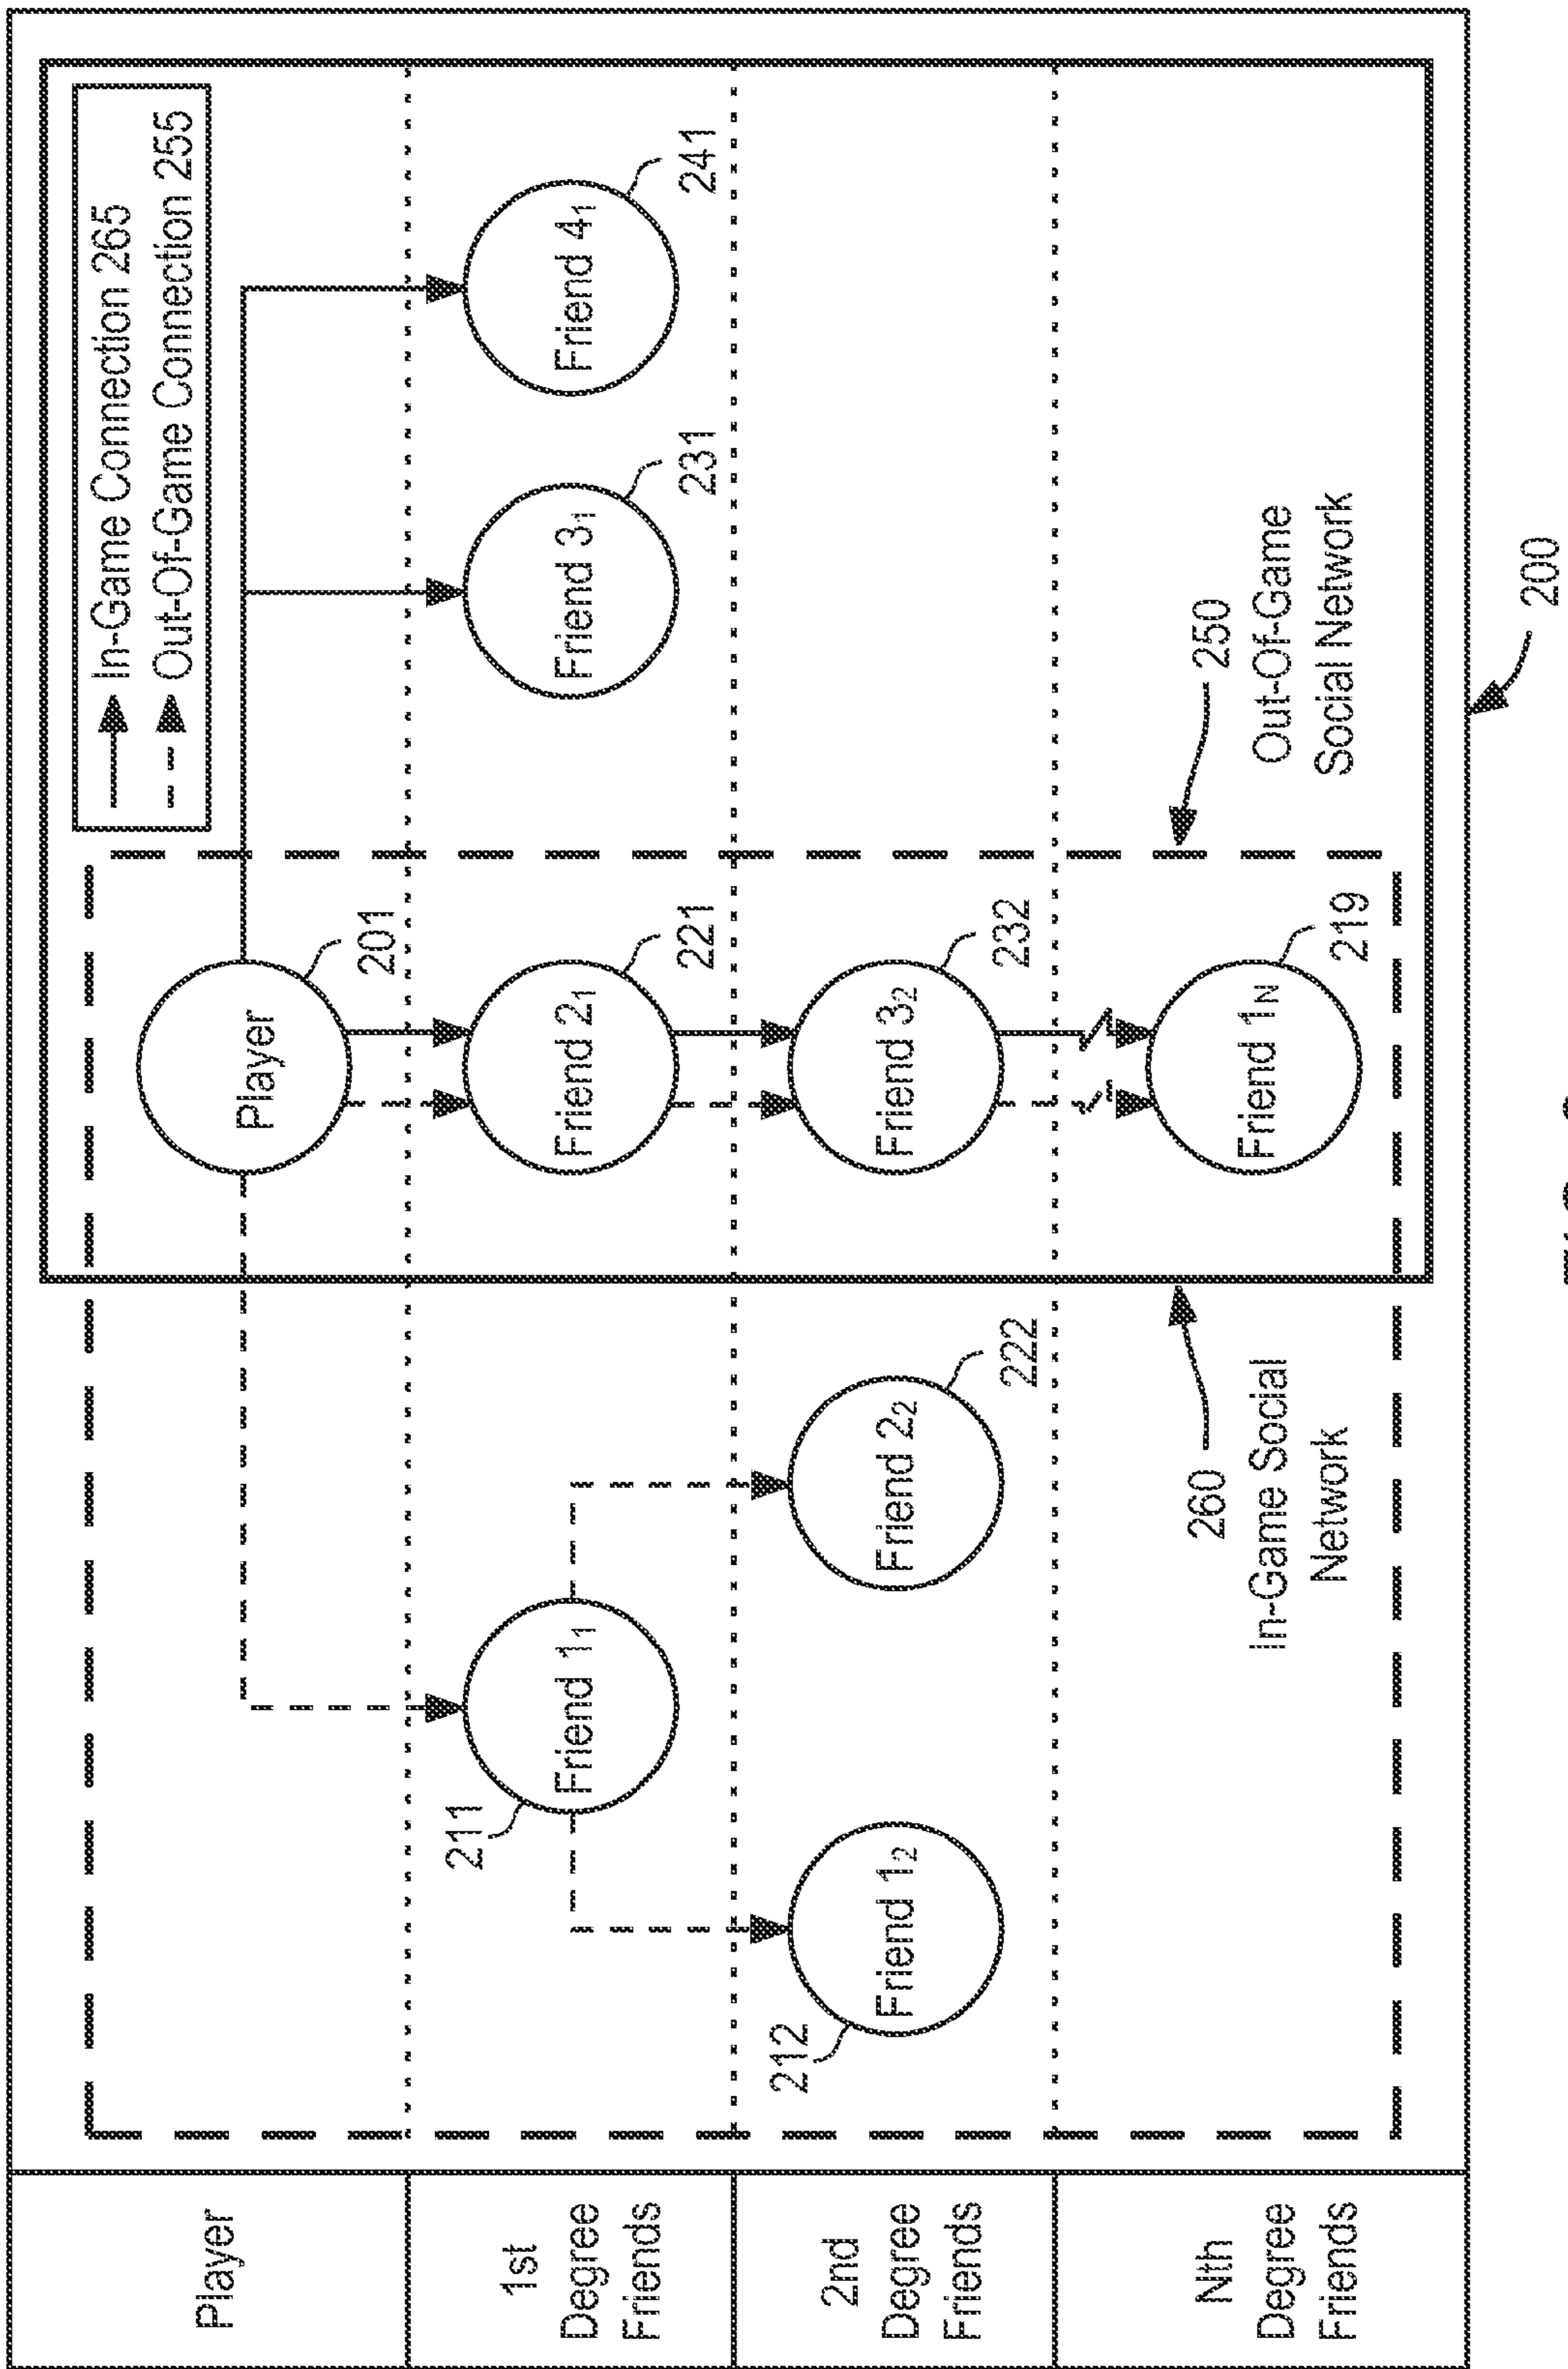 Player
1st
Degree
Friends
2nd
Degree
Friends
Nth
Degree
Friends
In-Game Connection 265
Out-Of-Game Connection 255
Player
201
211
Friend 1₁
Friend 2₁
221
Friend 3₁
231
Friend 4₁
241
212
Friend 1₂
Friend 2₂
222
Friend 3₂
232
Friend 1N
219
260
In-Game Social
Network
250
Out-Of-Game
Social Network
200